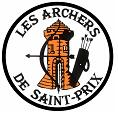 LES ARCHERS
DE SAINT-PRIX